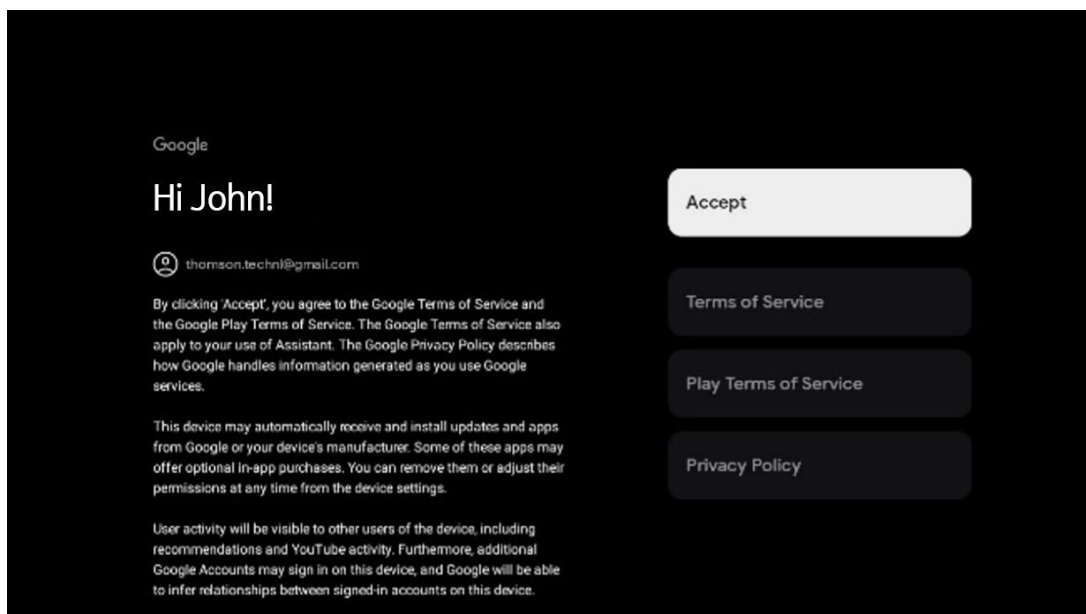 Google
Hi John!
thomson.technl@gmail.com
By clicking 'Accept', you agree to the Google Terms of Service and
the Google Play Terms of Service. The Google Terms of Service also
apply to your use of Assistant. The Google Privacy Policy describes
how Google handles information generated as you use Google
services.
This device may automatically receive and install updates and apps
from Google or your device's manufacturer. Some of these apps may
offer optional in-app purchases. You can remove them or adjust their
permissions at any time from the device settings.
User activity will be visible to other users of the device, including
recommendations and YouTube activity. Furthermore, additional
Google Accounts may sign in on this device, and Google will be able
to infer relationships between signed-in accounts on this device.
Accept
Terms of Service
Play Terms of Service
Privacy Policy